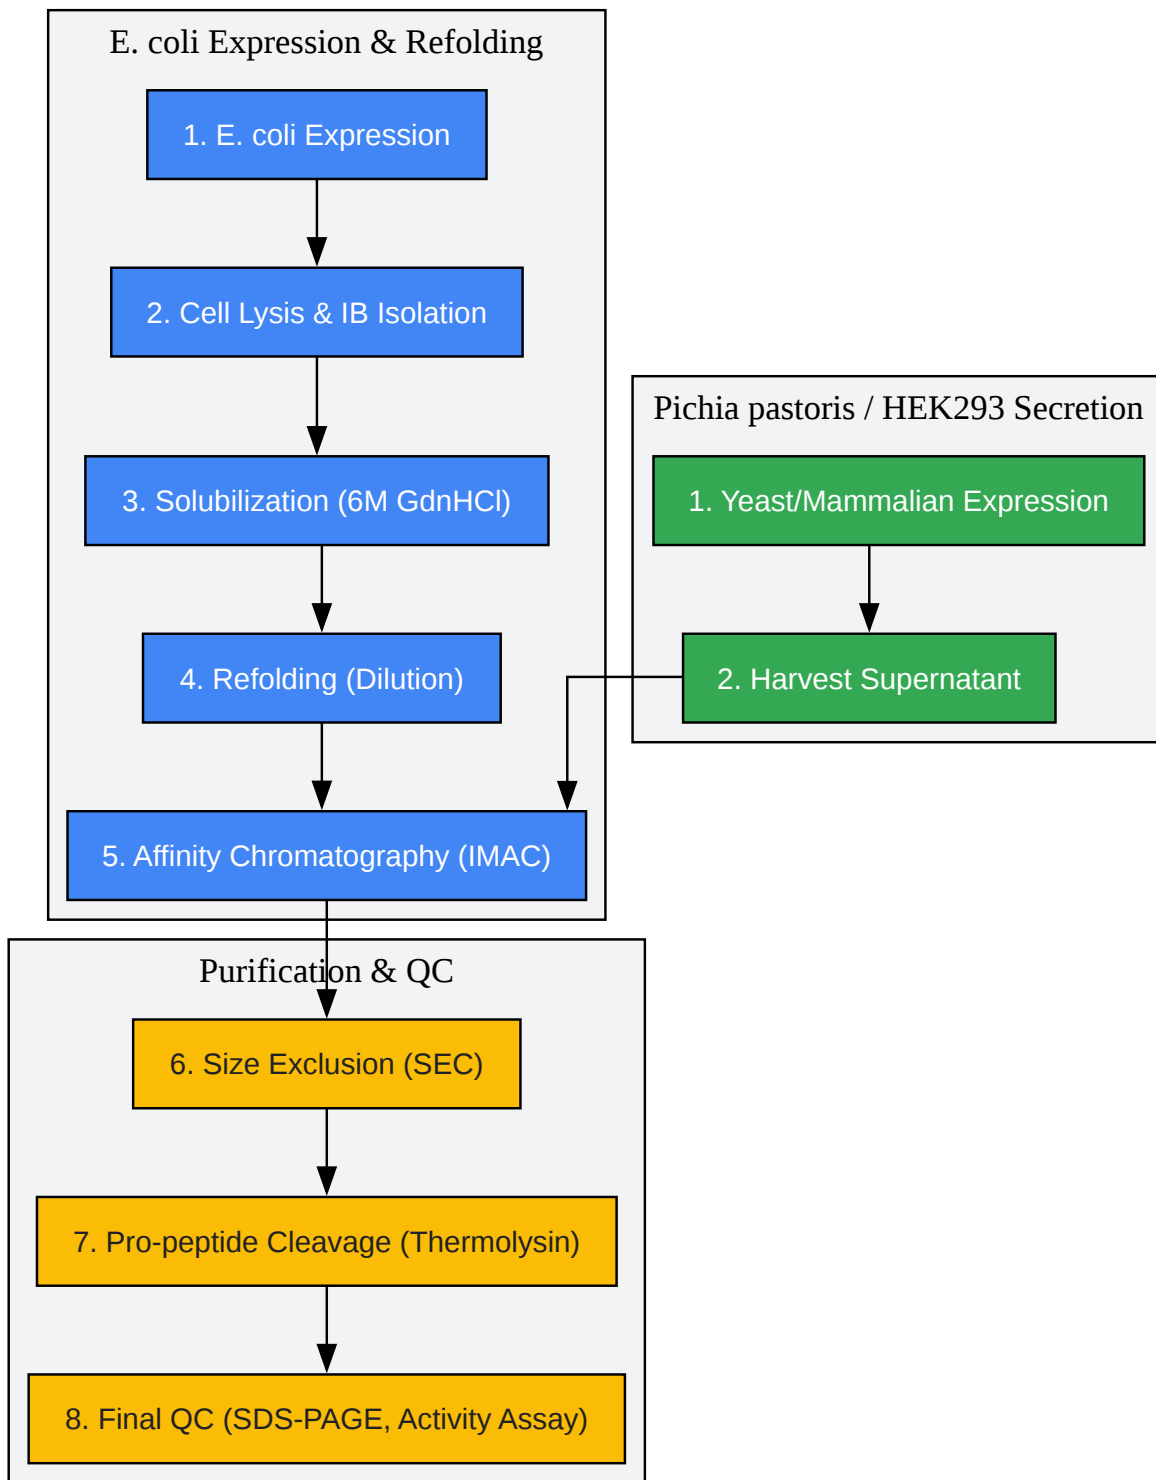 E. coli Expression & Refolding
1. E. coli Expression
2. Cell Lysis & IB Isolation
3. Solubilization (6M GdnHCl)
4. Refolding (Dilution)
5. Affinity Chromatography (IMAC)
Pichia pastoris / HEK293 Secretion
1. Yeast/Mammalian Expression
2. Harvest Supernatant
Purification & QC
6. Size Exclusion (SEC)
7. Pro-peptide Cleavage (Thermolysin)
8. Final QC (SDS-PAGE, Activity Assay)